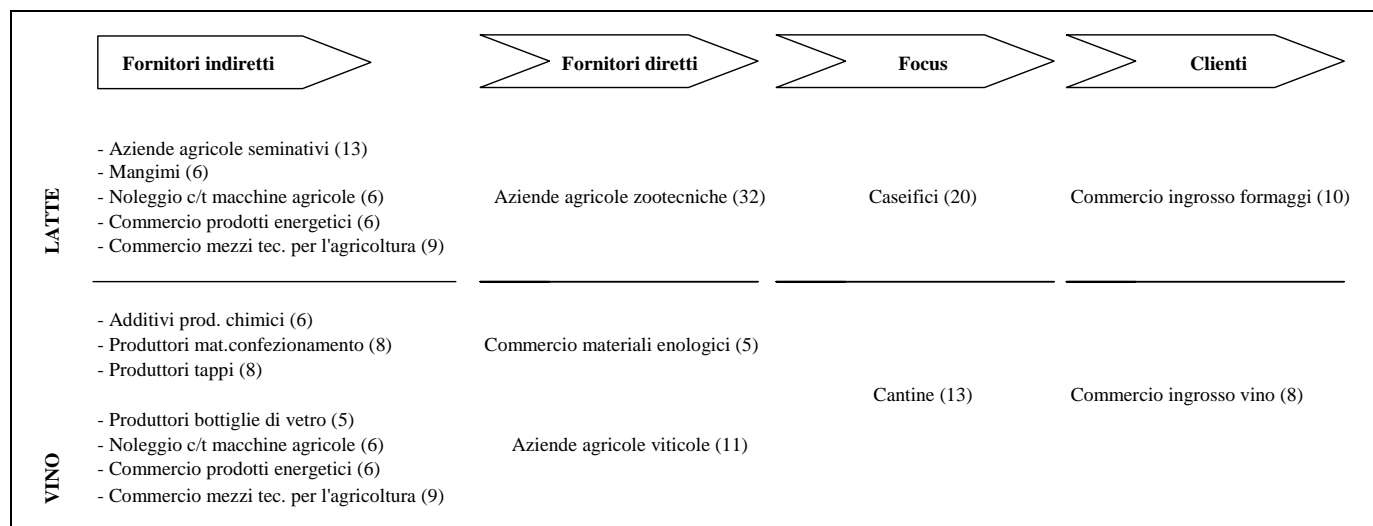 Fornitori indiretti
Fornitori diretti
Focus
Clienti
LATTE
- Aziende agricole seminativi (13)
- Mangimi (6)
- Noleggio c/t macchine agricole (6)
- Commercio prodotti energetici (6)
- Commercio mezzi tec. per l'agricoltura (9)
Aziende agricole zootecniche (32)
Caseifici (20)
Commercio ingrosso formaggi (10)
VINO
- Additivi prod. chimici (6)
- Produttori mat.confezionamento (8)
- Produttori tappi (8)
Commercio materiali enologici (5)
- Produttori bottiglie di vetro (5)
- Noleggio c/t macchine agricole (6)
- Commercio prodotti energetici (6)
- Commercio mezzi tec. per l'agricoltura (9)
Aziende agricole viticole (11)
Cantine (13)
Commercio ingrosso vino (8)